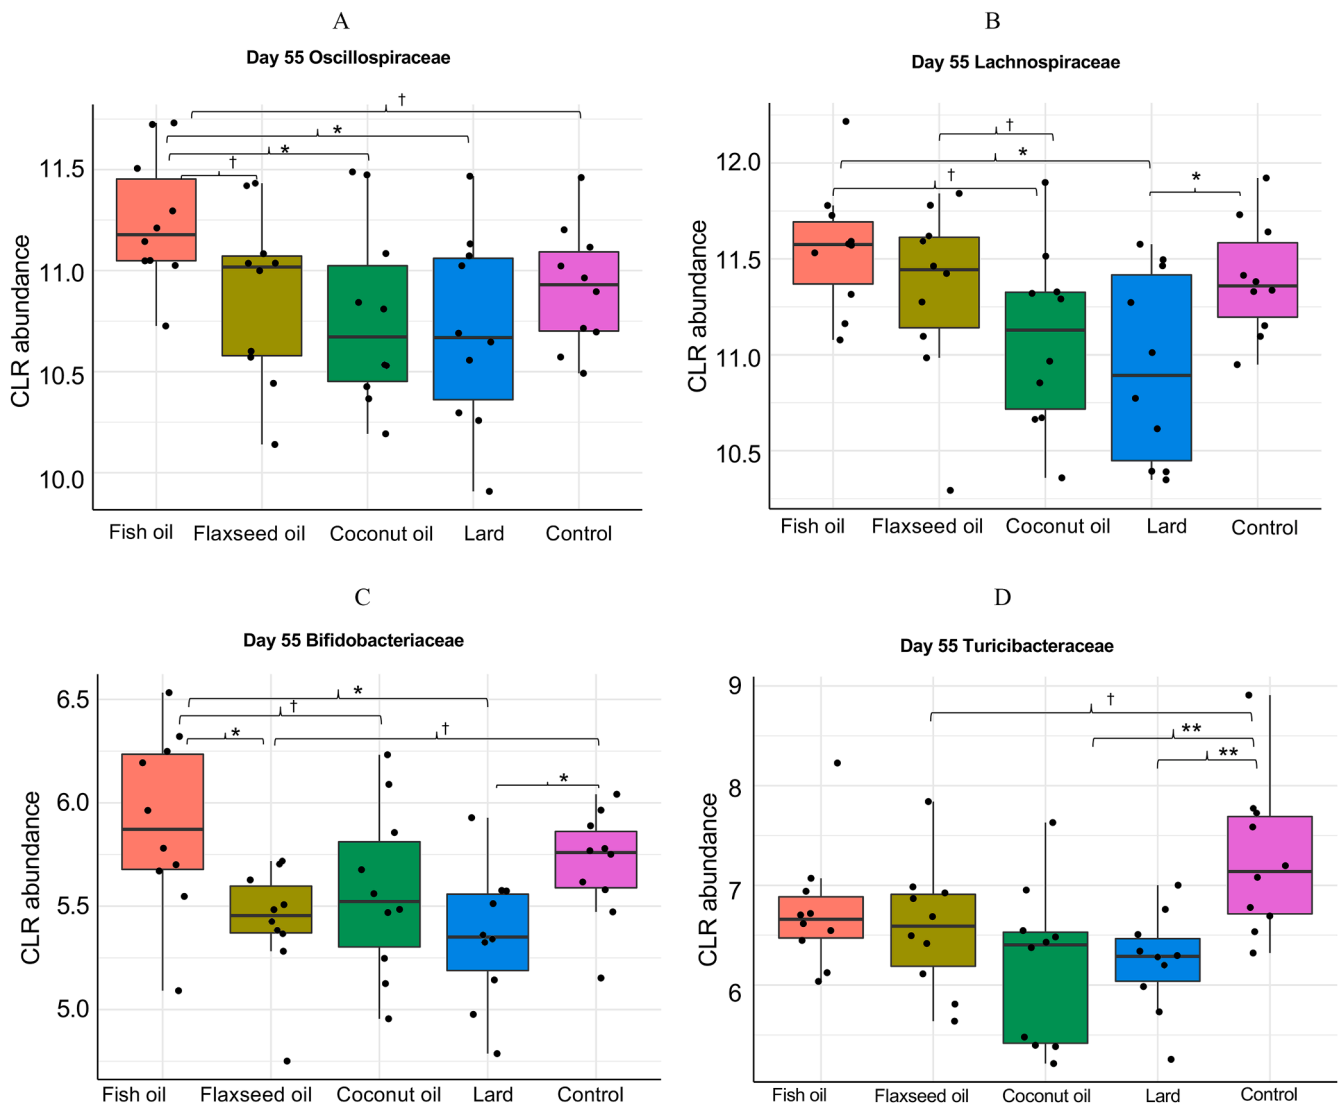 A
Day 55 Oscillospiraceae
†
*
*
†
11.5
11.0
10.5
10.0
CLR abundance
Fish oil Flaxseed oil Coconut oil Lard Control
B
Day 55 Lachnospiraceae
†
*
†
*
12.0
11.5
11.0
10.5
CLR abundance
Fish oil Flaxseed oil Coconut oil Lard Control
C
Day 55 Bifidobacteriaceae
*
†
*
†
*
6.5
6.0
5.5
5.0
CLR abundance
Fish oil Flaxseed oil Coconut oil Lard Control
D
Day 55 Turicibacteraceae
†
**
**
9
8
7
6
CLR abundance
Fish oil Flaxseed oil Coconut oil Lard Control